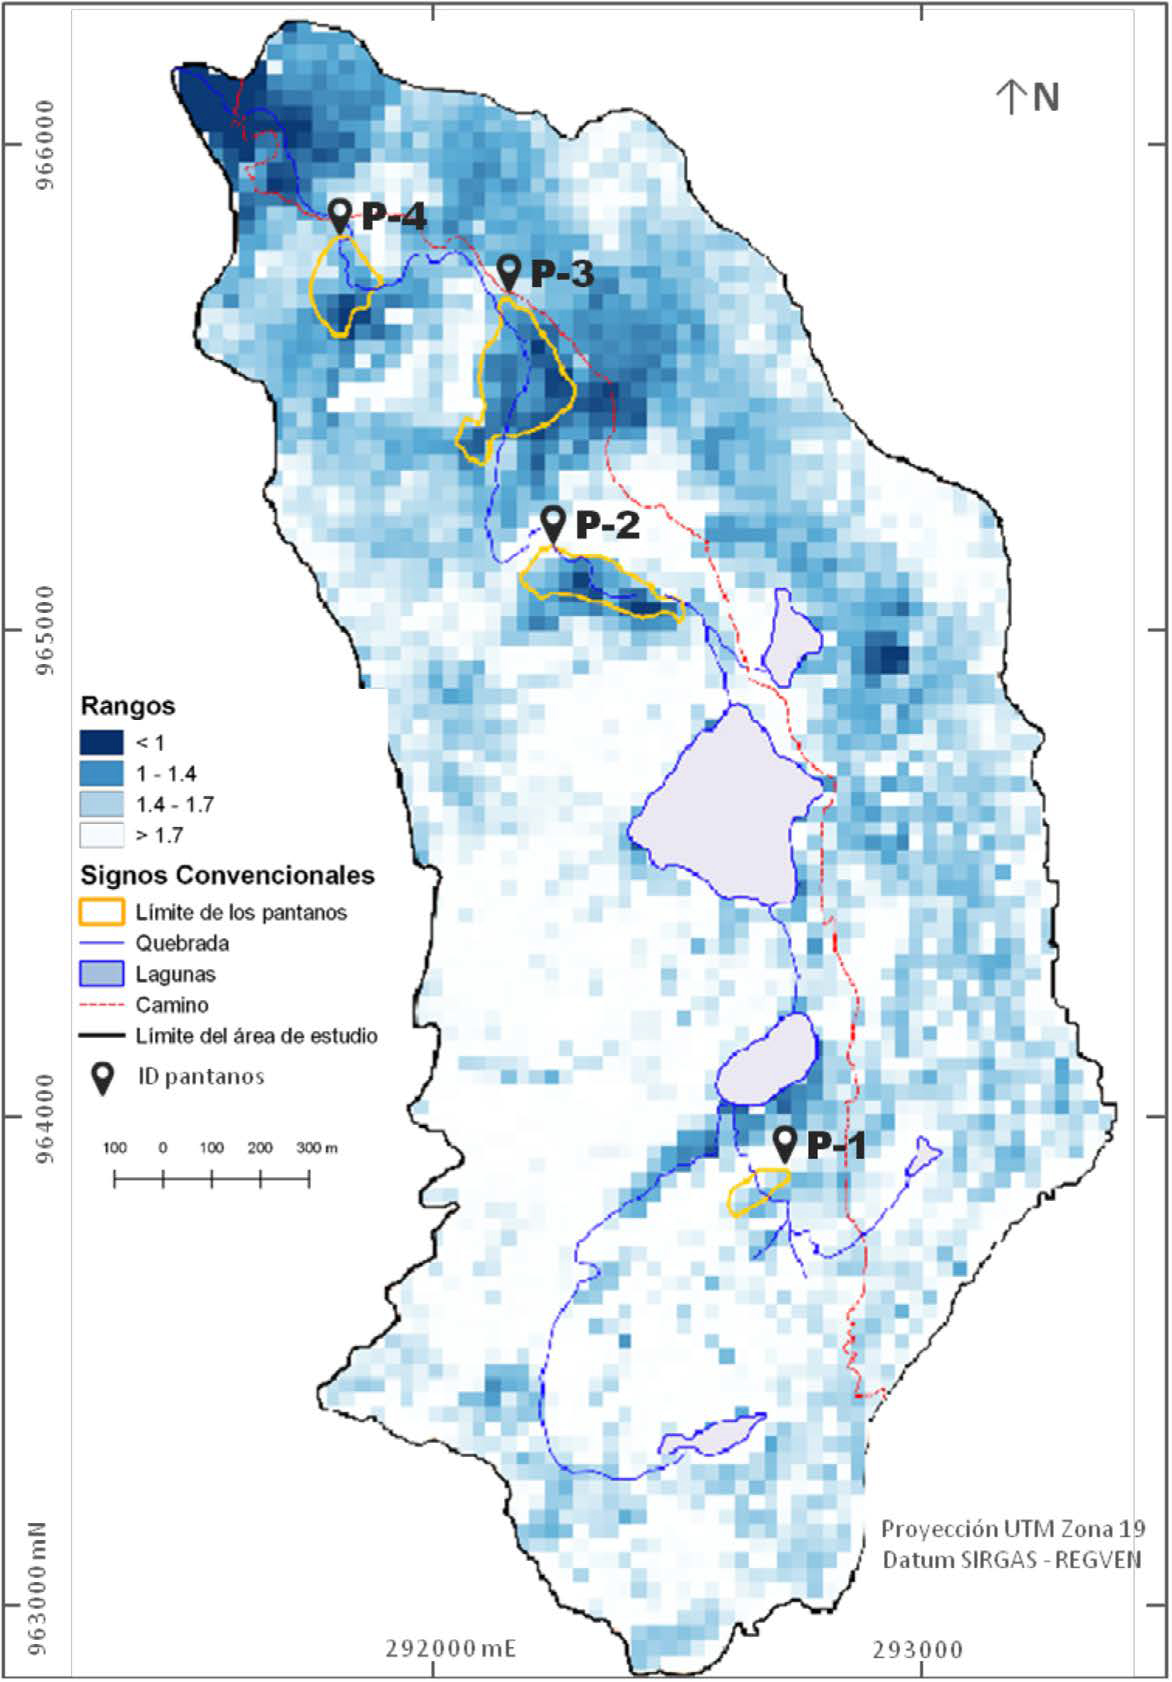 N
966000
P-4
P-3
P-2
965000
Rangos
< 1
1 - 1.4
1.4 - 1.7
> 1.7
Signos Convencionales
Límite de los pantanos
Quebrada
Lagunas
Camino
Límite del área de estudio
ID pantanos
964000
100 0 100 200 300 m
P-1
Proyección UTM Zona 19
Datum SIRGAS - REGVEN
963000 mN
292000 mE
293000